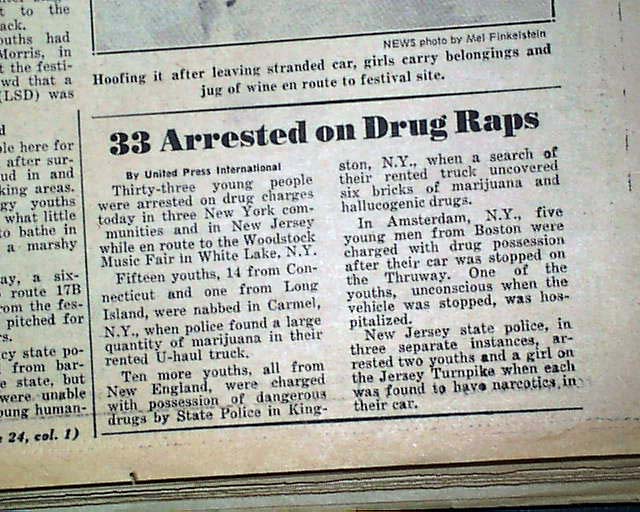 t to the
ack.
ouths had
Morris, in
t the festi-
wd that a
(LSD) was
d
ple here for
after sur-
ud in and
king areas.
gy youths
what little
to bathe in
a marshy
ay, a six-
route 17B
rom the fes-
pitched for
rs.
cy state po-
from bar-
e state, but
were unable
oung human-
24, col. 1)
NEWS photo by Mel Finkelstein
Hoofing it after leaving stranded car, girls carry belongings and
jug of wine en route to festival site.
33 Arrested on Drug Raps
By United Press International
Thirty-three young people
were arrested on drug charges
today in three New York com-
munities and in New Jersey
while en route to the Woodstock
Music Fair in White Lake, N.Y.
Fifteen youths, 14 from Con-
necticut and one from Long
Island, were nabbed in Carmel,
N.Y., when police found a large
quantity of marijuana in their
rented U-haul truck.
Ten more youths, all from
New England, were charged
with possession of dangerous
drugs by State Police in King-
ston, N.Y., when a search of
their rented truck uncovered
six bricks of marijuana and
hallucogenic drugs.
In Amsterdam, N.Y., five
young men from Boston were
charged with drug possession
after their car was stopped on
the Thruway. One of the
youths, unconscious when the
vehicle was stopped, was hos-
pitalized.
New Jersey state police, in
three separate instances, ar-
rested two youths and a girl on
the Jersey Turnpike when each
was found to have narcotics in
their car.